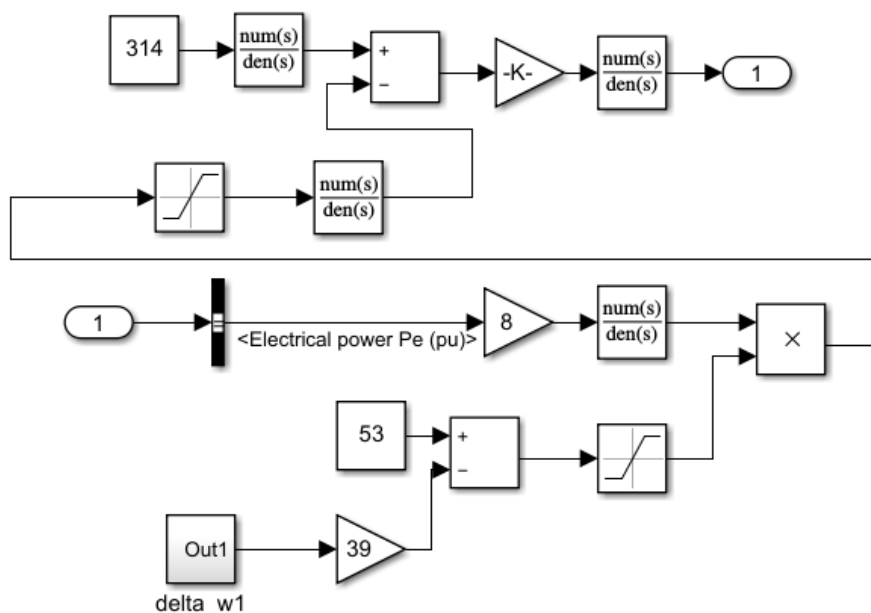 314
num(s)
den(s)
+
−
-K-
num(s)
den(s)
1
num(s)
den(s)
1
<Electrical power Pe (pu)>
8
num(s)
den(s)
×
53
+
−
Out1
39
delta w1